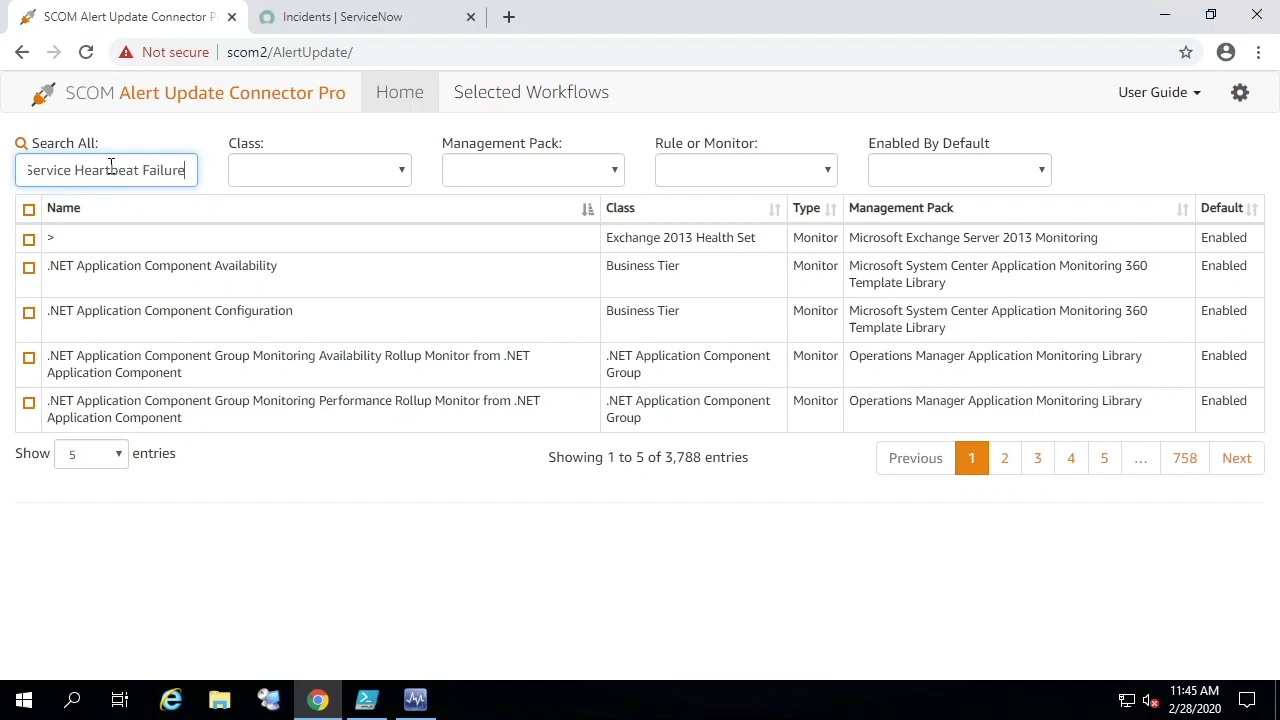 SCOM Alert Update Connector P
Incidents | ServiceNow
Not secure
scom2/AlertUpdate/
SCOM Alert Update Connector Pro
Home
Selected Workflows
User Guide
Search All:
Class:
Management Pack:
Rule or Monitor:
Enabled By Default
Service Heartbeat Failure
Name
Class
Type
Management Pack
Default
>
Exchange 2013 Health Set
Monitor
Microsoft Exchange Server 2013 Monitoring
Enabled
.NET Application Component Availability
Business Tier
Monitor
Microsoft System Center Application Monitoring 360
Template Library
Enabled
.NET Application Component Configuration
Business Tier
Monitor
Microsoft System Center Application Monitoring 360
Template Library
Enabled
.NET Application Component Group Monitoring Availability Rollup Monitor from .NET
Application Component
.NET Application Component
Group
Monitor
Operations Manager Application Monitoring Library
Enabled
.NET Application Component Group Monitoring Performance Rollup Monitor from .NET
Application Component
.NET Application Component
Group
Monitor
Operations Manager Application Monitoring Library
Enabled
Show 5 entries
Showing 1 to 5 of 3,788 entries
Previous 1 2 3 4 5 … 758 Next
11:45 AM
2/28/2020